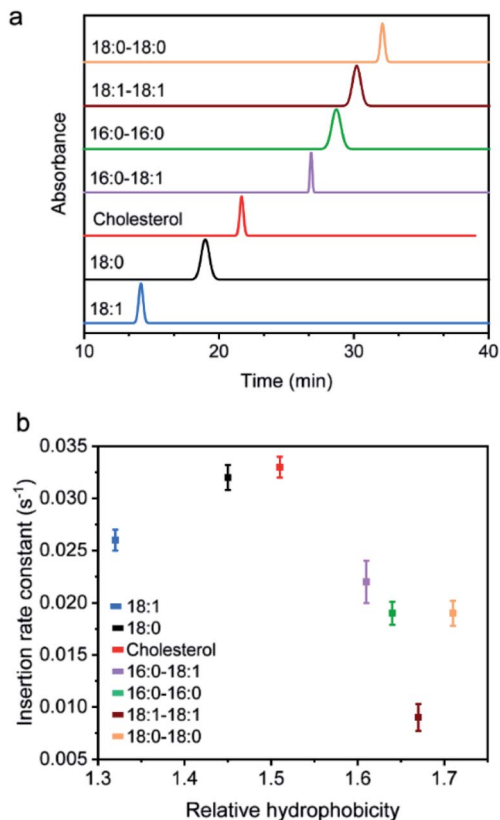 a
Absorbance
18:0-18:0
18:1-18:1
16:0-16:0
16:0-18:1
Cholesterol
18:0
18:1
10 20 30 40
Time (min)
b
Insertion rate constant (s⁻¹)
0.035
0.030
0.025
0.020
0.015
0.010
0.005
18:1
18:0
Cholesterol
16:0-18:1
16:0-16:0
18:1-18:1
18:0-18:0
1.3 1.4 1.5 1.6 1.7
Relative hydrophobicity